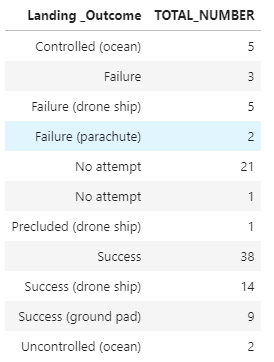 Landing _Outcome TOTAL_NUMBER
Controlled (ocean) 5
Failure 3
Failure (drone ship) 5
Failure (parachute) 2
No attempt 21
No attempt 1
Precluded (drone ship) 1
Success 38
Success (drone ship) 14
Success (ground pad) 9
Uncontrolled (ocean) 2